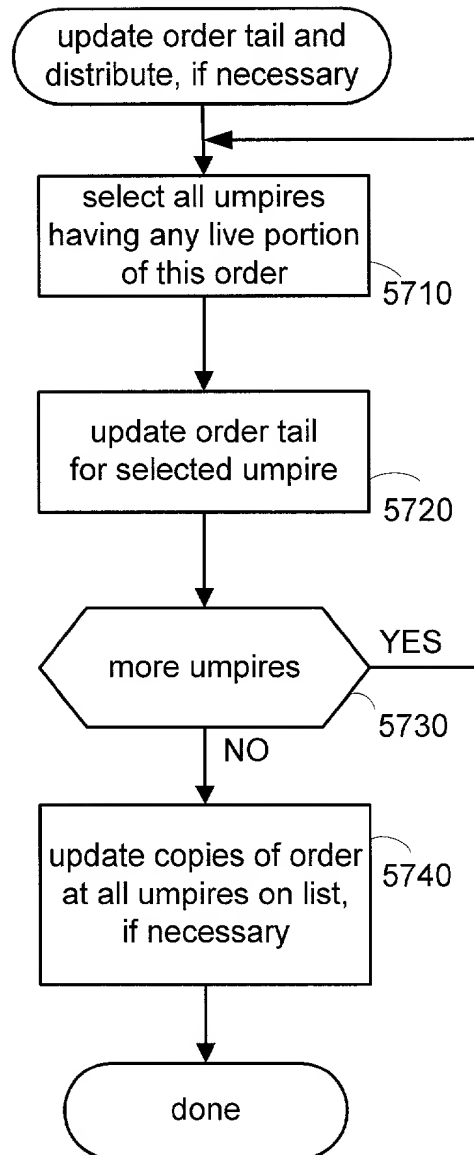 update order tail and
distribute, if necessary
select all umpires
having any live portion
of this order
5710
update order tail
for selected umpire
5720
more umpires
YES
5730
NO
update copies of order
at all umpires on list,
if necessary
5740
done